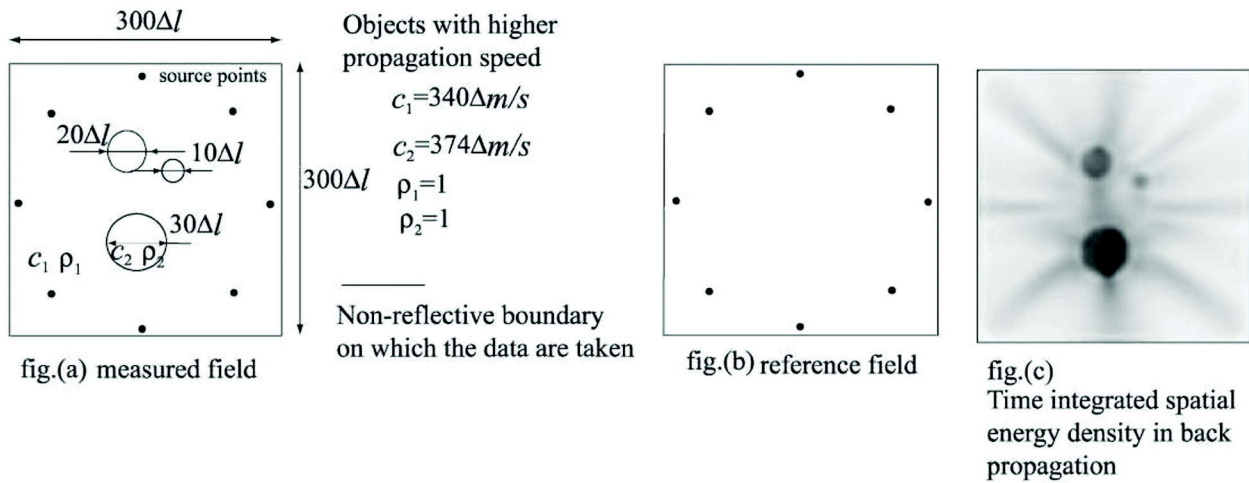 300Δl
source points
20Δl
10Δl
300Δl
30Δl
c₁ ρ₁
c₂ ρ₂
fig.(a) measured field
Objects with higher
propagation speed
c₁=340Δm/s
c₂=374Δm/s
ρ₁=1
ρ₂=1
Non-reflective boundary
on which the data are taken
fig.(b) reference field
fig.(c)
Time integrated spatial
energy density in back
propagation